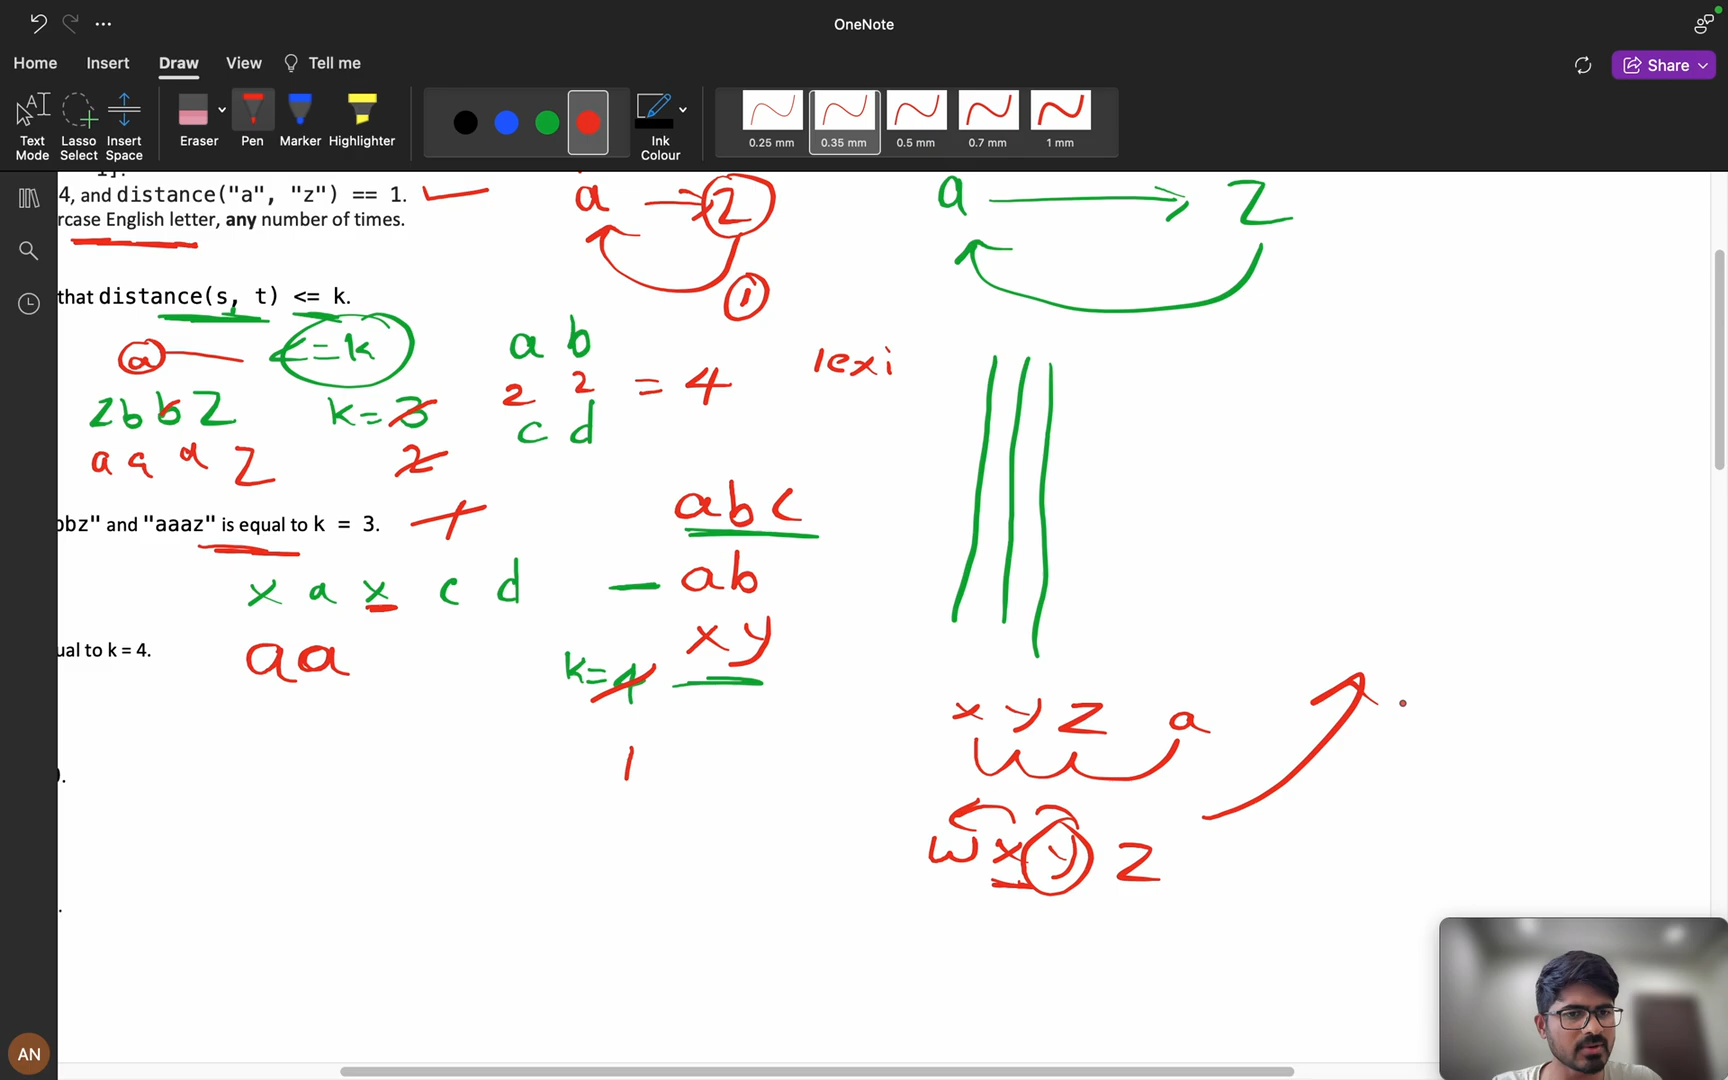 OneNote
Home Insert Draw View Tell me
Share
Text Mode
Lasso Select
Insert Space
Eraser
Pen
Marker
Highlighter
Ink Colour
0.25 mm
0.35 mm
0.5 mm
0.7 mm
1 mm
4, and distance("a", "z") == 1.
rcase English letter, any number of times.
that distance(s, t) <= k.
a
<=k
zbbz k=3
aaaz 2
bbz" and "aaaz" is equal to k = 3.
x a x c d
aa
ual to k = 4.
a z
1
a b
2 2 = 4
c d
lexi
abc
ab
xy
k=4
1
a z
x y z a
w x y z
AN